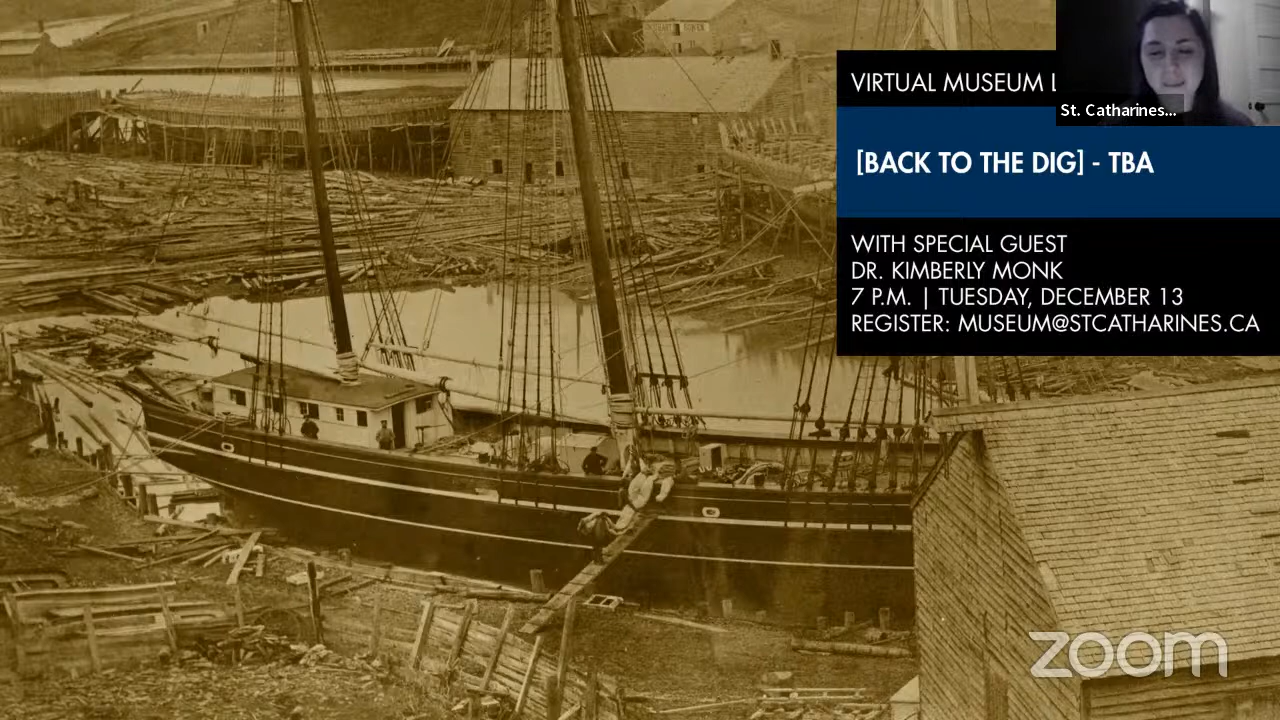 VIRTUAL MUSEUM
St. Catharines...
[BACK TO THE DIG] - TBA
WITH SPECIAL GUEST
DR. KIMBERLY MONK
7 P.M. | TUESDAY, DECEMBER 13
REGISTER: MUSEUM@STCATHARINES.CA
zoom